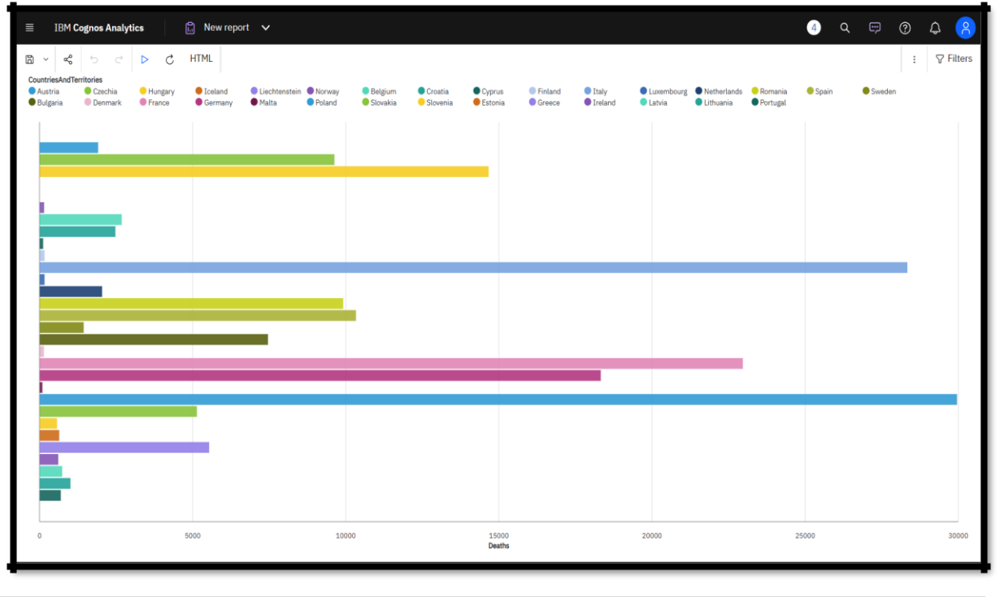 IBM Cognos Analytics New report 4
HTML Filters
CountriesAndTerritories
Austria Czechia Hungary Iceland Liechtenstein Norway Belgium Croatia Cyprus Finland Italy Luxembourg Netherlands Romania Spain Sweden
Bulgaria Denmark France Germany Malta Poland Slovakia Slovenia Estonia Greece Ireland Latvia Lithuania Portugal
0 5000 10000 15000 20000 25000 30000
Deaths